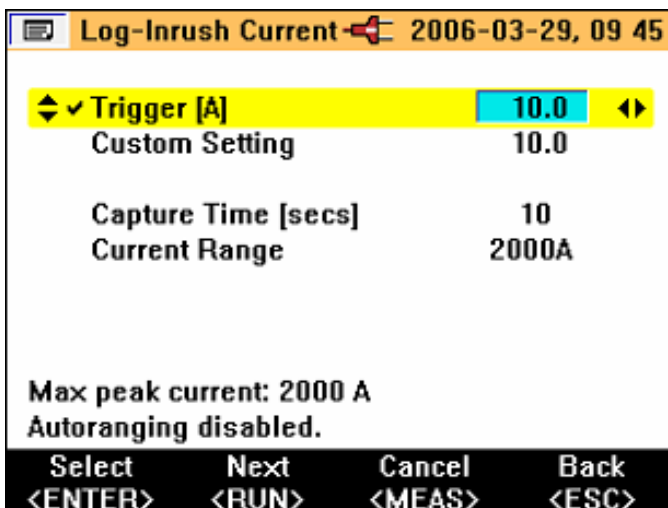 Log-Inrush Current 2006-03-29, 09 45
Trigger [A] 10.0
Custom Setting 10.0
Capture Time [secs] 10
Current Range 2000A
Max peak current: 2000 A
Autoranging disabled.
Select Next Cancel Back
<ENTER> <RUN> <MEAS> <ESC>